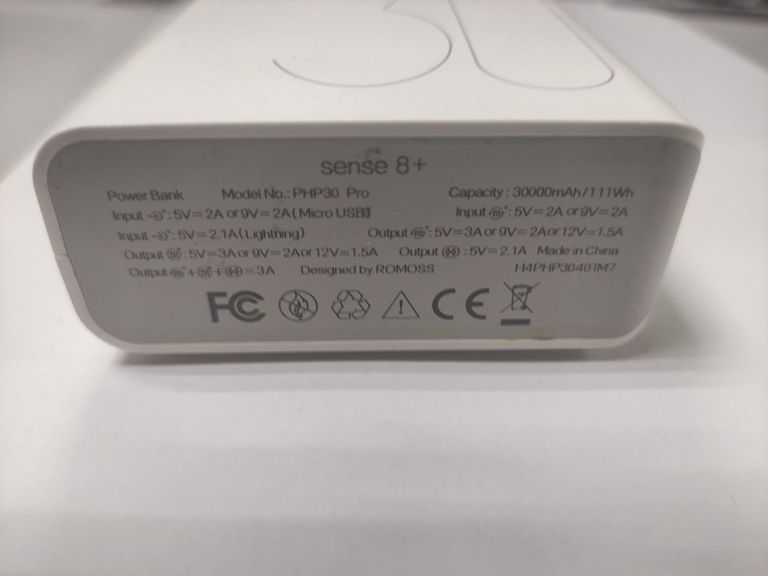 30
sense 8+
Power Bank Model No.: PHP30 Pro Capacity: 30000mAh/111Wh
Input : 5V=2A or 9V=2A(Micro USB) Input : 5V=2A or 9V=2A
Input : 5V=2.1A(Lightning) Output : 5V=3A or 9V=2A or 12V=1.5A
Output : 5V=3A or 9V=2A or 12V=1.5A Output : 5V=2.1A Made in China
Output + + =3A Designed by ROMOSS H4PHP30401M7
FC CE